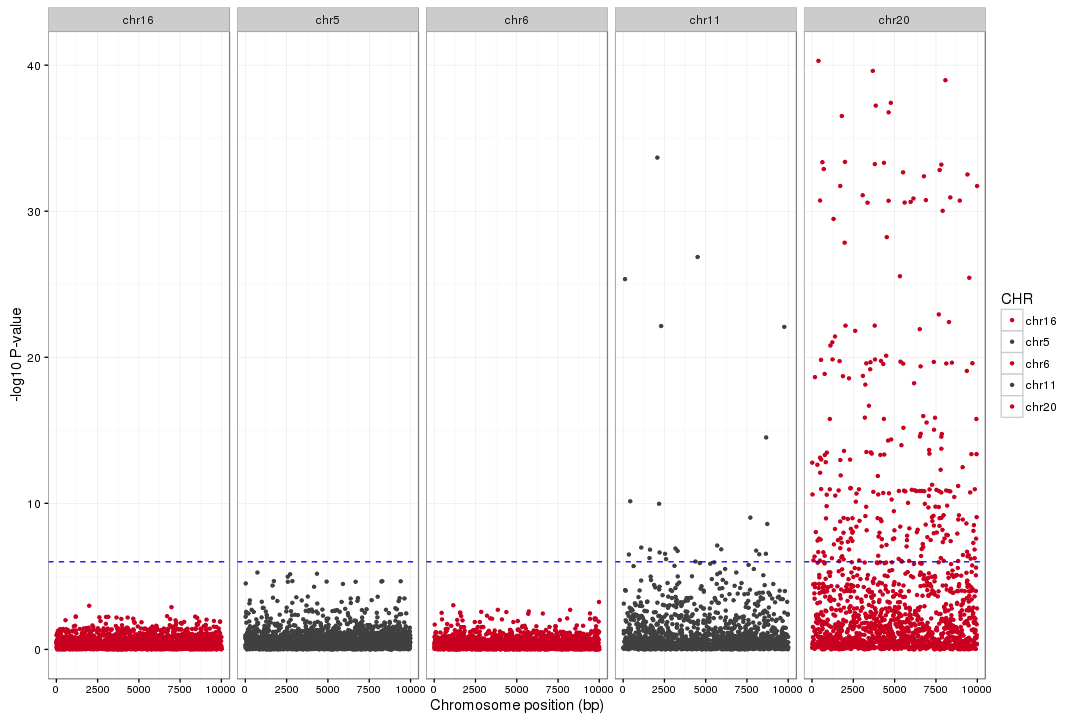 chr16 chr5 chr6 chr11 chr20
-log10 P-value
40
30
20
10
0
0 2500 5000 7500 10000 0 2500 5000 7500 10000 0 2500 5000 7500 10000 0 2500 5000 7500 10000 0 2500 5000 7500 10000
Chromosome position (bp)
CHR
chr16
chr5
chr6
chr11
chr20